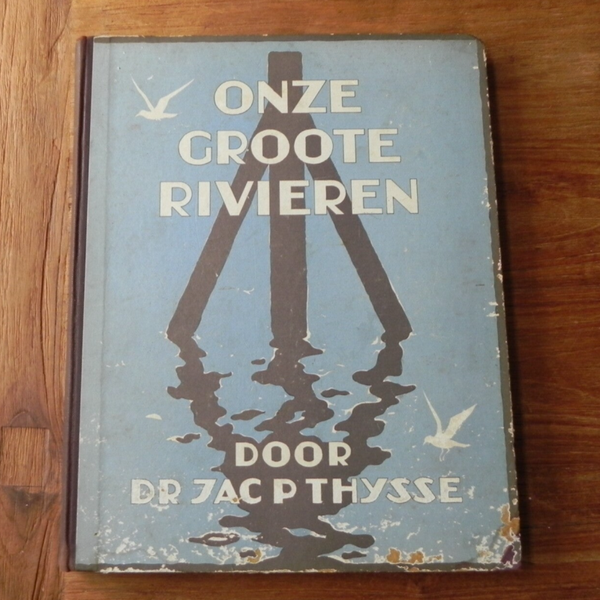 ONZE
GROOTE
RIVIEREN
DOOR
DR JAC P THYSSE